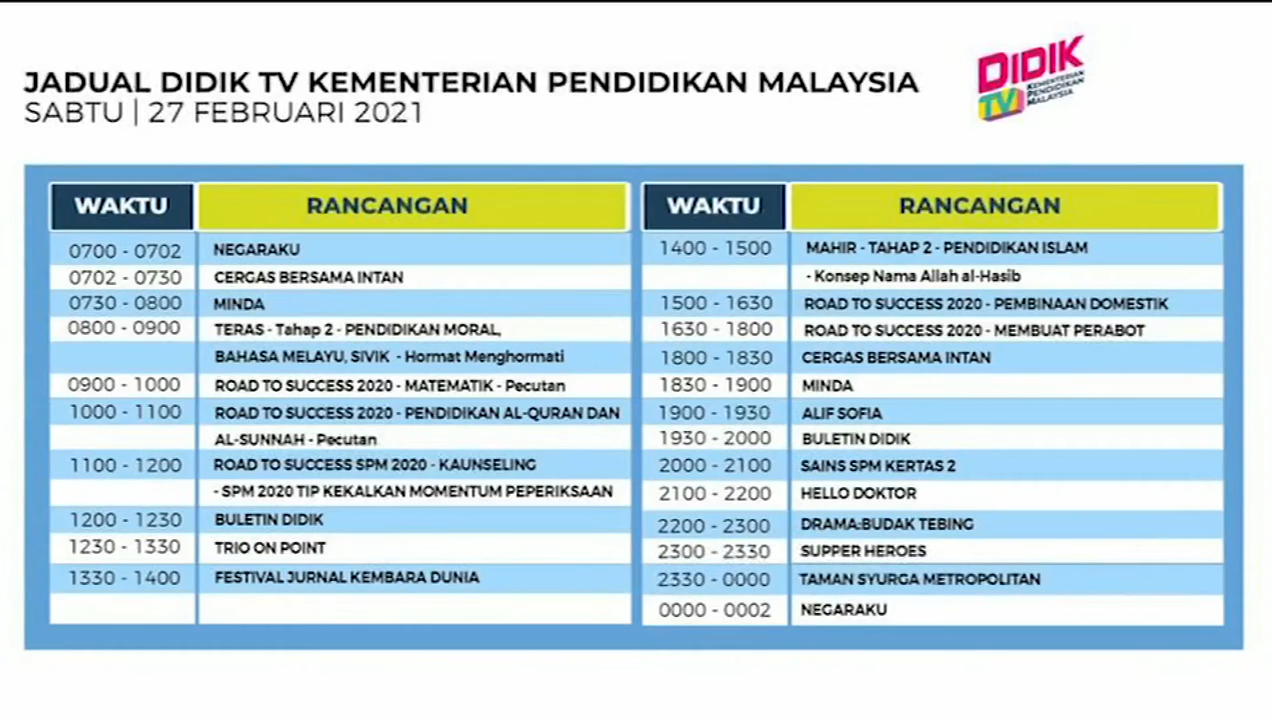 JADUAL DIDIK TV KEMENTERIAN PENDIDIKAN MALAYSIA
SABTU | 27 FEBRUARI 2021
DIDIK
TV
KEMENTERIAN
PENDIDIKAN
MALAYSIA
WAKTU RANCANGAN
0700 - 0702 NEGARAKU
0702 - 0730 CERGAS BERSAMA INTAN
0730 - 0800 MINDA
0800 - 0900 TERAS - Tahap 2 - PENDIDIKAN MORAL,
BAHASA MELAYU, SIVIK - Hormat Menghormati
0900 - 1000 ROAD TO SUCCESS 2020 - MATEMATIK - Pecutan
1000 - 1100 ROAD TO SUCCESS 2020 - PENDIDIKAN AL-QURAN DAN
AL-SUNNAH - Pecutan
1100 - 1200 ROAD TO SUCCESS SPM 2020 - KAUNSELING
- SPM 2020 TIP KEKALKAN MOMENTUM PEPERIKSAAN
1200 - 1230 BULETIN DIDIK
1230 - 1330 TRIO ON POINT
1330 - 1400 FESTIVAL JURNAL KEMBARA DUNIA
WAKTU RANCANGAN
1400 - 1500 MAHIR - TAHAP 2 - PENDIDIKAN ISLAM
- Konsep Nama Allah al-Hasib
1500 - 1630 ROAD TO SUCCESS 2020 - PEMBINAAN DOMESTIK
1630 - 1800 ROAD TO SUCCESS 2020 - MEMBUAT PERABOT
1800 - 1830 CERGAS BERSAMA INTAN
1830 - 1900 MINDA
1900 - 1930 ALIF SOFIA
1930 - 2000 BULETIN DIDIK
2000 - 2100 SAINS SPM KERTAS 2
2100 - 2200 HELLO DOKTOR
2200 - 2300 DRAMA:BUDAK TEBING
2300 - 2330 SUPPER HEROES
2330 - 0000 TAMAN SYURGA METROPOLITAN
0000 - 0002 NEGARAKU